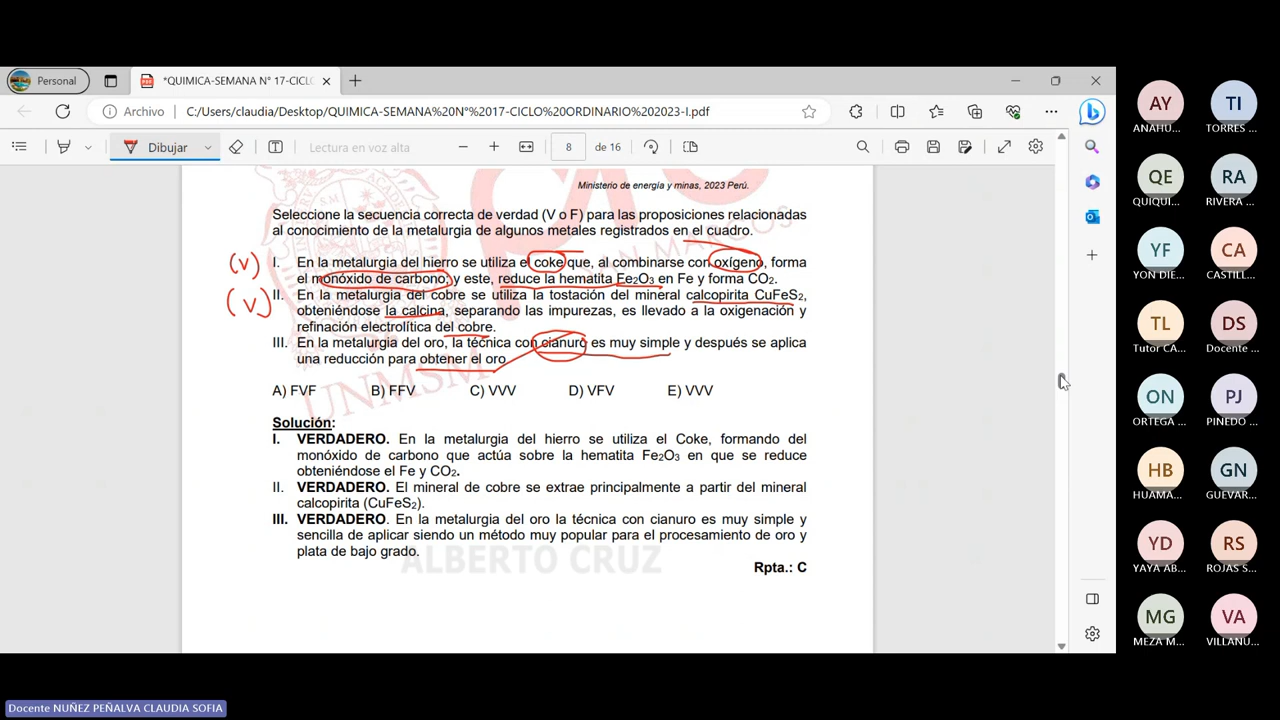 Personal
*QUIMICA-SEMANA N° 17-CICLO
Archivo
C:/Users/claudia/Desktop/QUIMICA-SEMANA%20N°%2017-CICLO%20ORDINARIO%202023-I.pdf
Dibujar
Lectura en voz alta
8
de 16
Ministerio de energía y minas, 2023 Perú.
Seleccione la secuencia correcta de verdad (V o F) para las proposiciones relacionadas
al conocimiento de la metalurgia de algunos metales registrados en el cuadro.
(V)
I. En la metalurgia del hierro se utiliza el coke que, al combinarse con oxígeno, forma
el monóxido de carbono, y este, reduce la hematita Fe2O3 en Fe y forma CO2.
(V)
II. En la metalurgia del cobre se utiliza la tostación del mineral calcopirita CuFeS2,
obteniéndose la calcina, separando las impurezas, es llevado a la oxigenación y
refinación electrolítica del cobre.
III. En la metalurgia del oro, la técnica con cianuro es muy simple y después se aplica
una reducción para obtener el oro
A) FVF B) FFV C) VVV D) VFV E) VVV
UNMSM
SAN MARCOS
Solución:
I. VERDADERO. En la metalurgia del hierro se utiliza el Coke, formando del
monóxido de carbono que actúa sobre la hematita Fe2O3 en que se reduce
obteniéndose el Fe y CO2.
II. VERDADERO. El mineral de cobre se extrae principalmente a partir del mineral
calcopirita (CuFeS2).
III. VERDADERO. En la metalurgia del oro la técnica con cianuro es muy simple y
sencilla de aplicar siendo un método muy popular para el procesamiento de oro y
plata de bajo grado.
ALBERTO CRUZ
Rpta.: C
AY
ANAHU...
TI
TORRES ...
QE
QUIQUI...
RA
RIVERA ...
YF
YON DIE...
CA
CASTILL...
TL
Tutor CA...
DS
Docente ...
ON
ORTEGA ...
PJ
PINEDO ...
HB
HUAMA...
GN
GUEVAR...
YD
YAYA AB...
RS
ROJAS S...
MG
MEZA M...
VA
VILLANU...
Docente NUÑEZ PEÑALVA CLAUDIA SOFIA